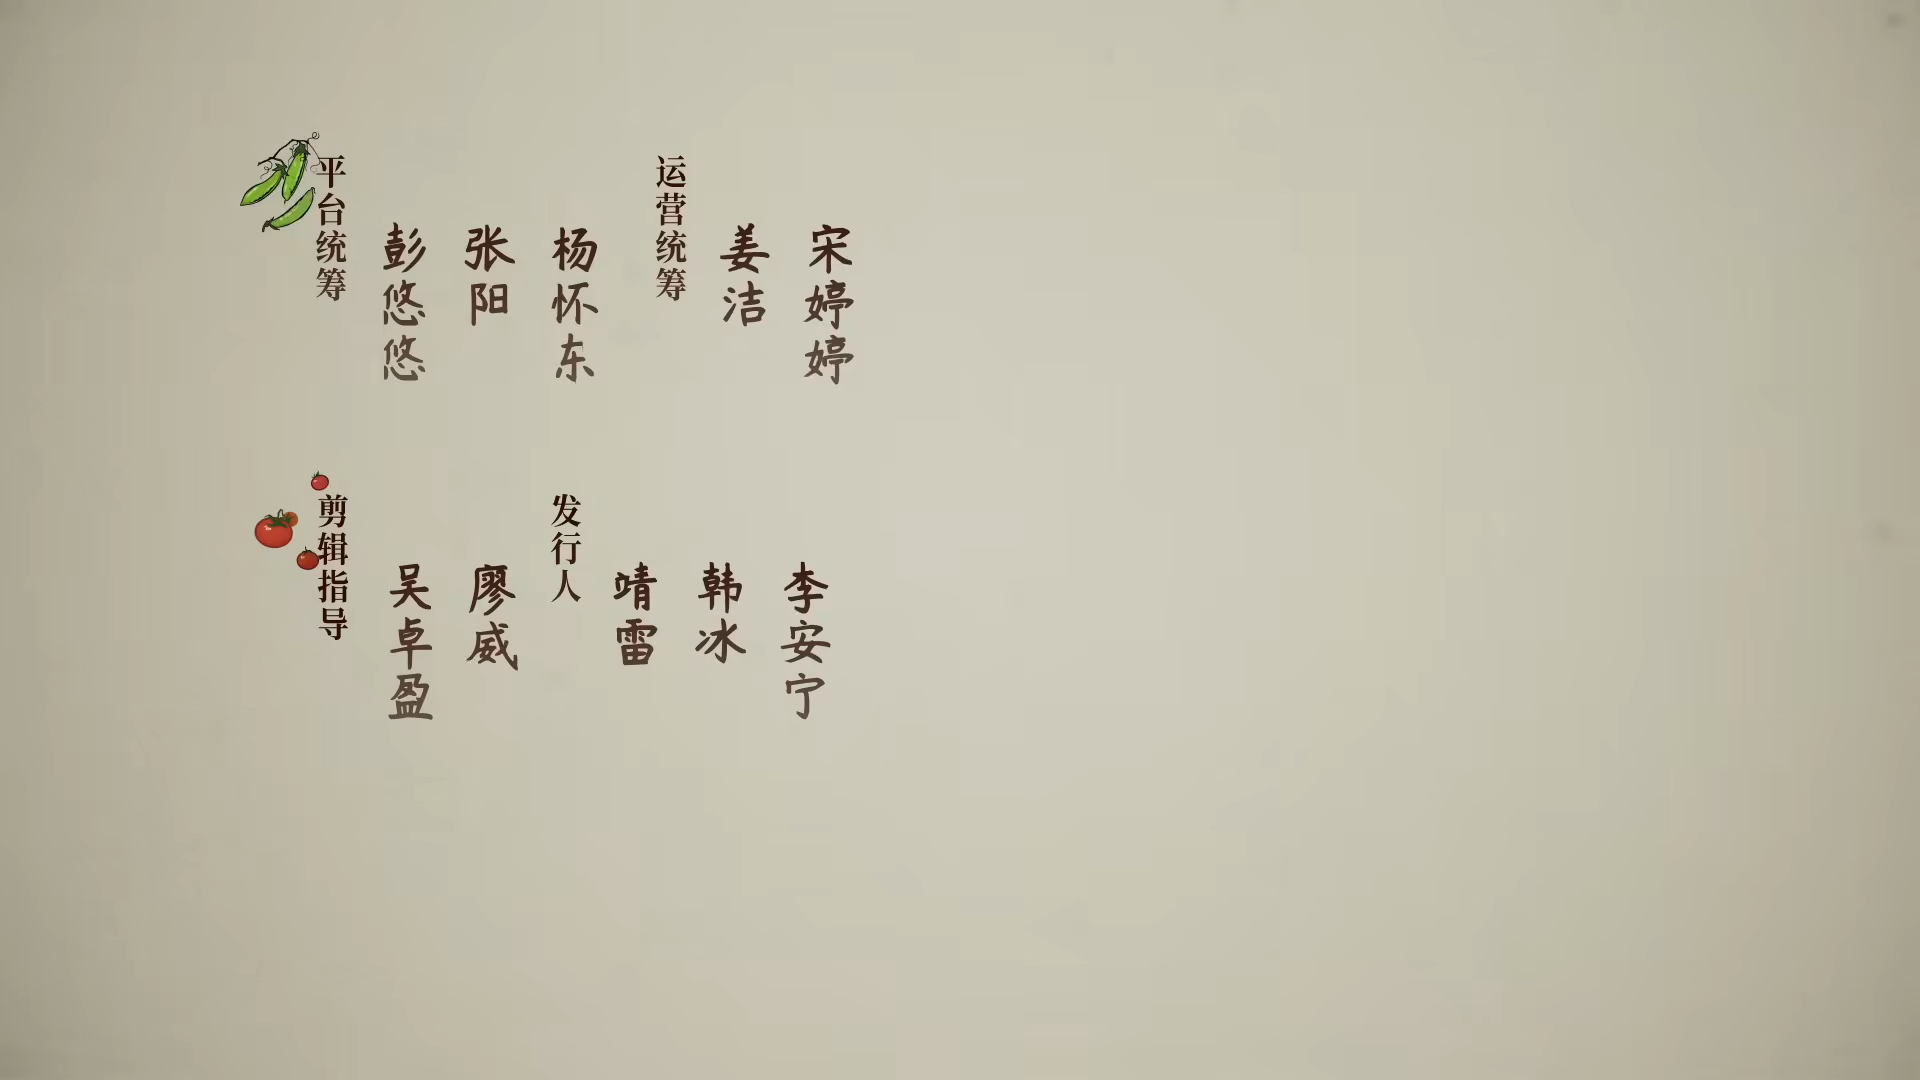 平台统筹
彭悠悠
张阳
杨怀东
运营统筹
姜洁
宋婷婷
剪辑指导
吴卓盈
廖威
发行人
靖雷
韩冰
李安宁